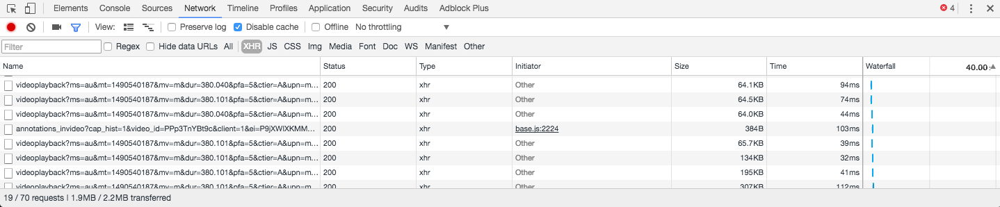 Elements Console Sources Network Timeline Profiles Application Security Audits Adblock Plus 4
View: Preserve log Disable cache Offline No throttling
Filter Regex Hide data URLs All XHR JS CSS Img Media Font Doc WS Manifest Other
Name Status Type Initiator Size Time Waterfall 40.00 s
videoplayback?ms=au&mt=1490540187&mv=m&dur=380.040&pfa=5&ctier=A&upn=m... 200 xhr Other 64.1KB 94ms
videoplayback?ms=au&mt=1490540187&mv=m&dur=380.101&pfa=5&ctier=A&upn=m... 200 xhr Other 64.5KB 74ms
videoplayback?ms=au&mt=1490540187&mv=m&dur=380.040&pfa=5&ctier=A&upn=m... 200 xhr Other 64.0KB 44ms
annotations_invideo?cap_hist=1&video_id=PPp3TnYBt9c&client=1&ei=P9jXWIXKMM... 200 xhr base.js:2224 384B 103ms
videoplayback?ms=au&mt=1490540187&mv=m&dur=380.101&pfa=5&ctier=A&upn=m... 200 xhr Other 65.7KB 39ms
videoplayback?ms=au&mt=1490540187&mv=m&dur=380.101&pfa=5&ctier=A&upn=m... 200 xhr Other 134KB 32ms
videoplayback?ms=au&mt=1490540187&mv=m&dur=380.101&pfa=5&ctier=A&upn=m... 200 xhr Other 195KB 41ms
videoplayback?ms=au&mt=1490540187&mv=m&dur=380.101&pfa=5&ctier=A&upn=m... 200 xhr Other 307KB 112ms
19 / 70 requests | 1.9MB / 2.2MB transferred